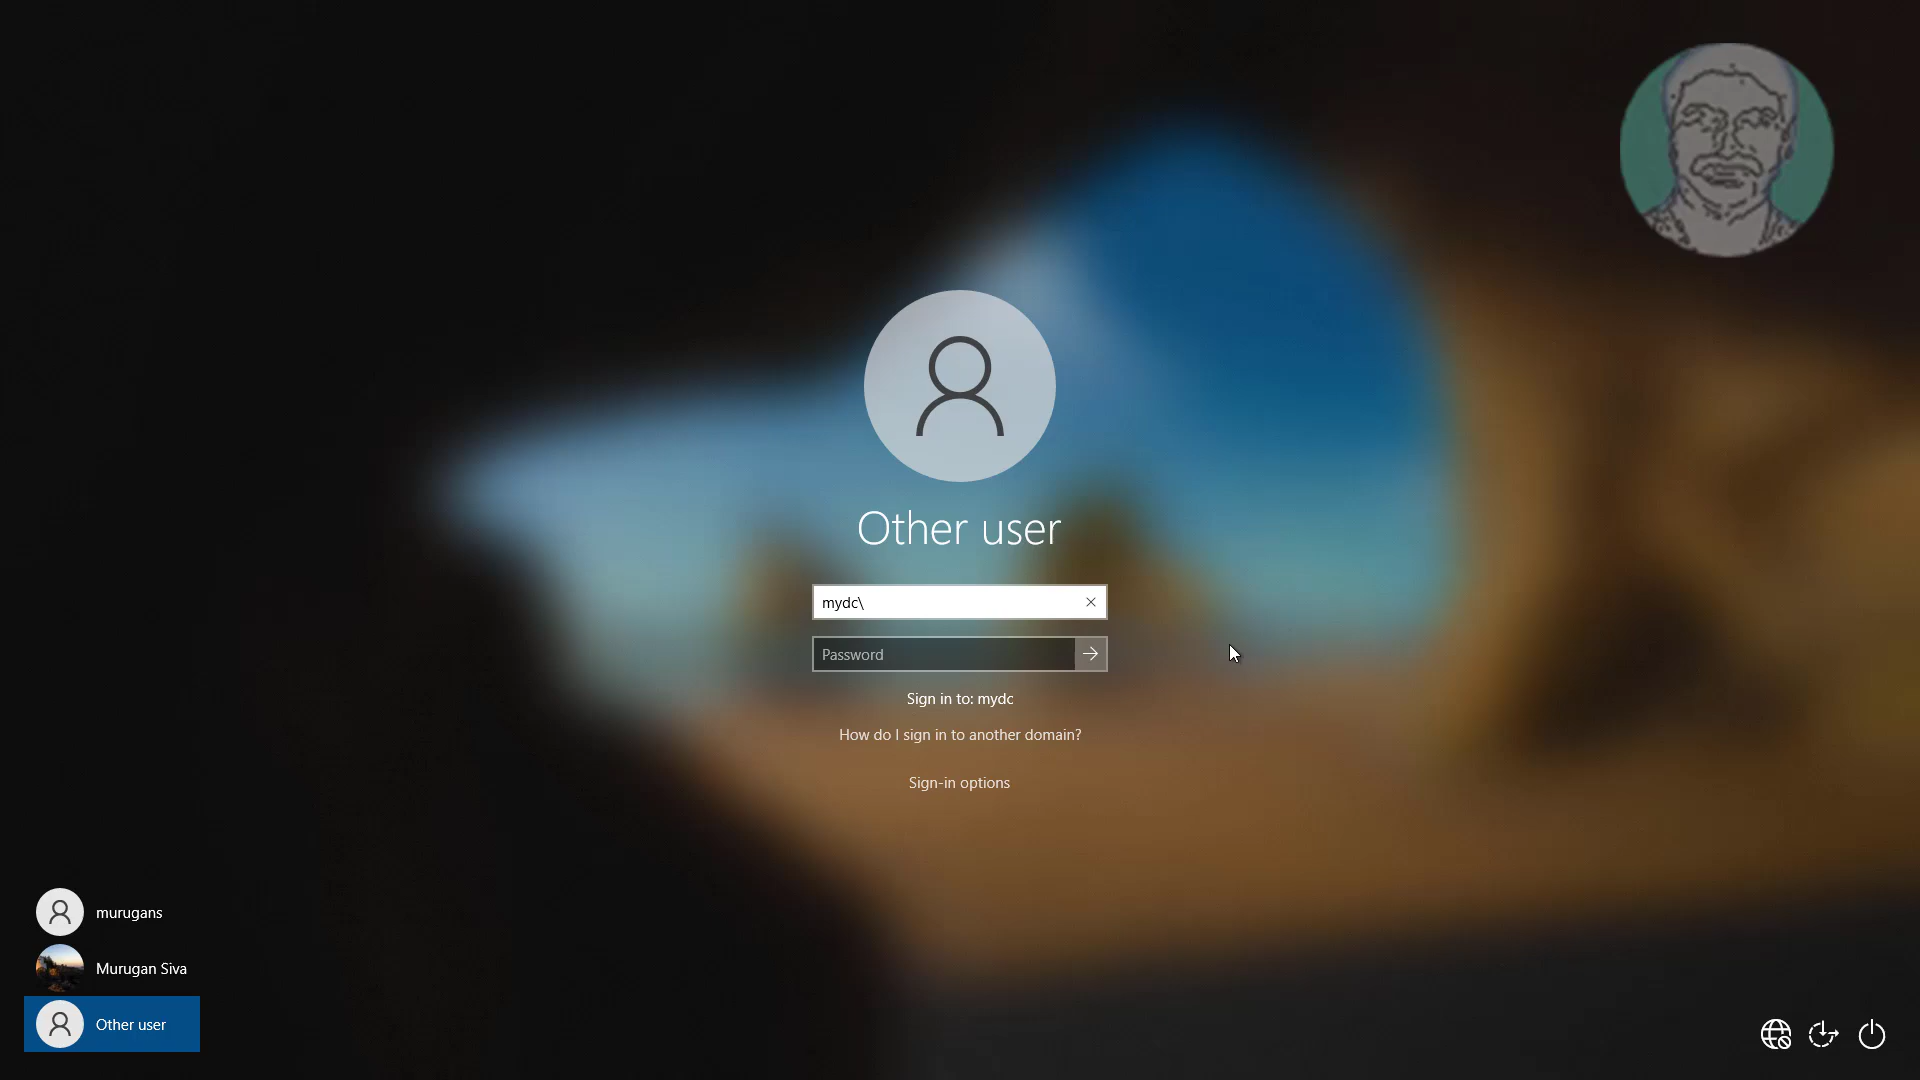 Other user
mydc\
Password
Sign in to: mydc
How do I sign in to another domain?
Sign-in options
murugans
Murugan Siva
Other user